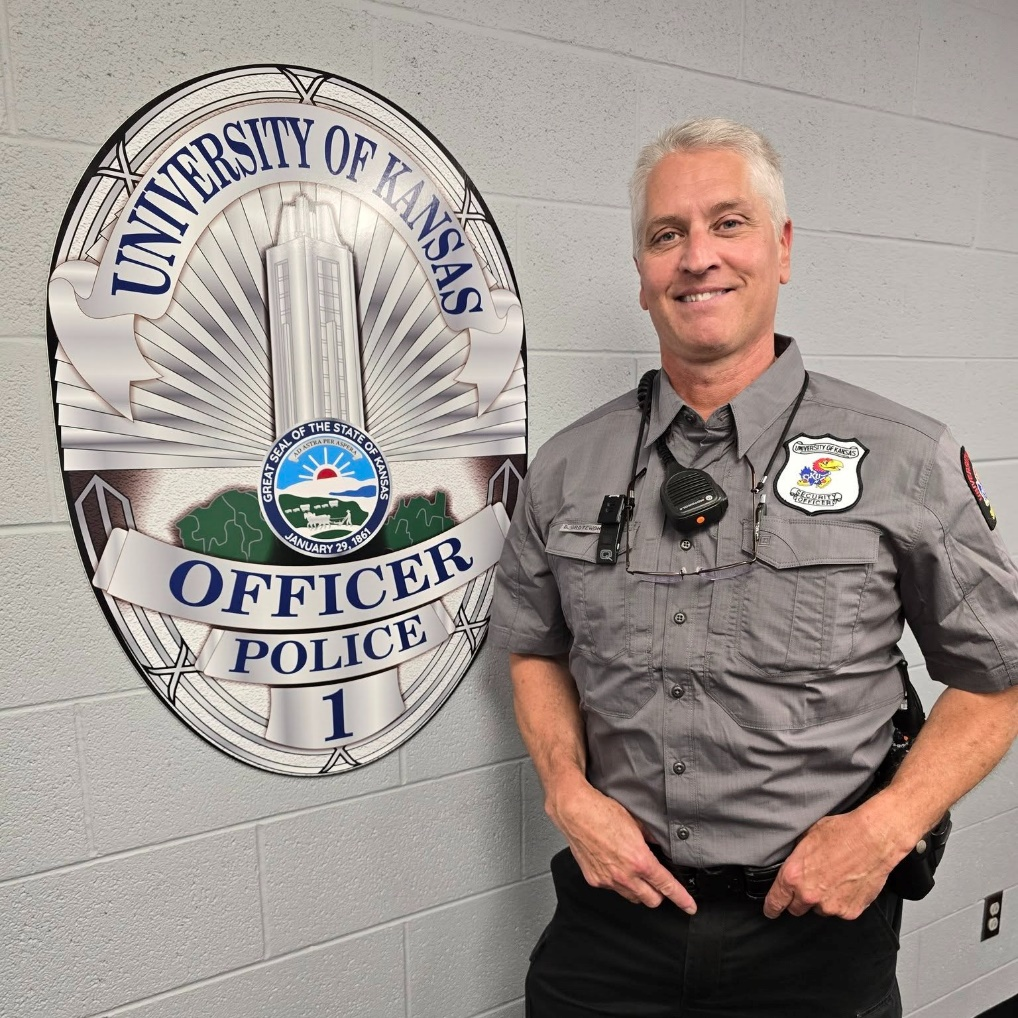 UNIVERSITY OF KANSAS
GREAT SEAL OF THE STATE OF KANSAS
AD ASTRA PER ASPERA
JANUARY 29, 1861
OFFICER
POLICE
1
UNIVERSITY OF KANSAS
KU
SECURITY
OFFICER